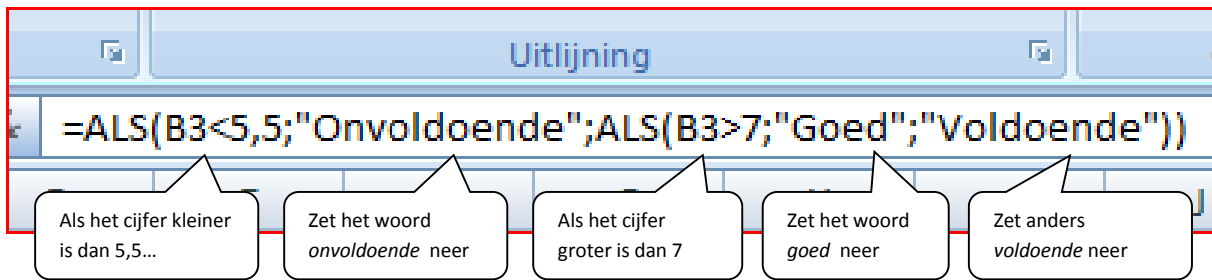 Uitlijning
=ALS(B3<5,5;"Onvoldoende";ALS(B3>7;"Goed";"Voldoende"))
Als het cijfer kleiner
is dan 5,5...
Zet het woord
onvoldoende neer
Als het cijfer
groter is dan 7
Zet het woord
goed neer
Zet anders
voldoende neer